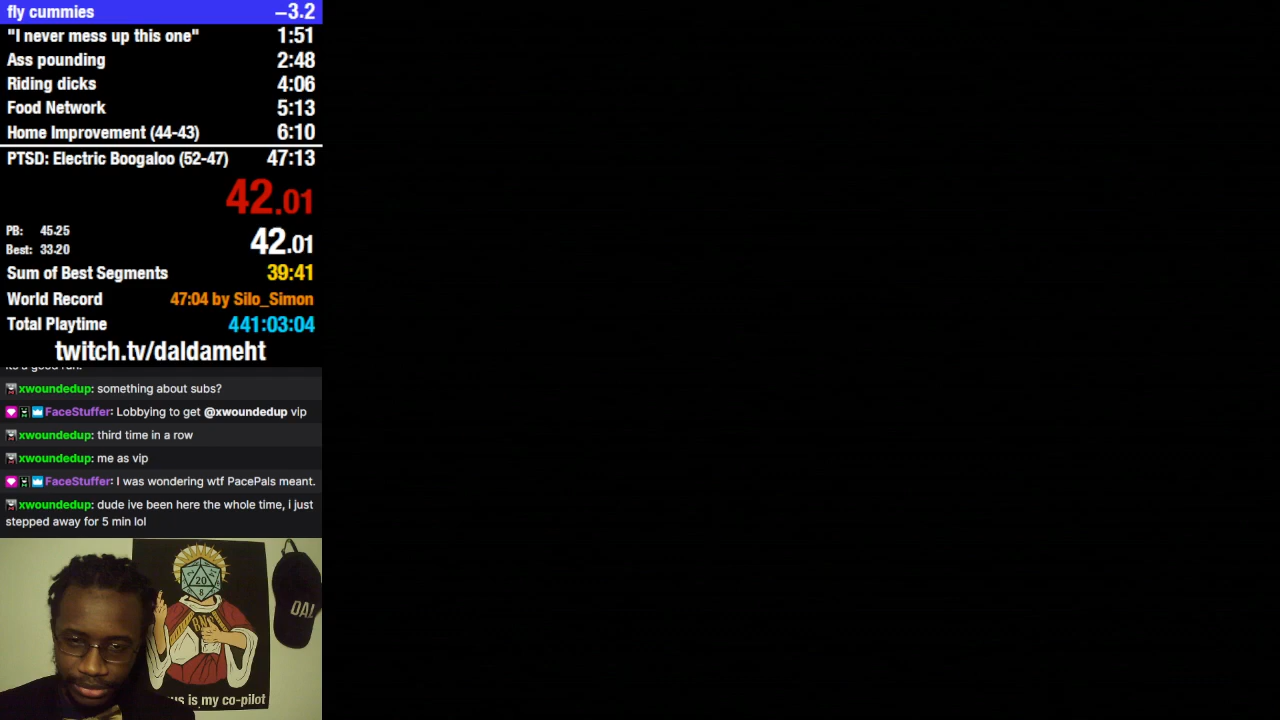 fly cummies −3.2
"I never mess up this one" 1:51
Ass pounding 2:48
Riding dicks 4:06
Food Network 5:13
Home Improvement (44-43) 6:10
PTSD: Electric Boogaloo (52-47) 47:13
42.01
PB: 45.25
Best: 33.20
42.01
Sum of Best Segments 39:41
World Record 47:04 by Silo_Simon
Total Playtime 441:03:04
twitch.tv/daldameht
xwoundedup: something about subs?
FaceStuffer: Lobbying to get @xwoundedup vip
xwoundedup: third time in a row
xwoundedup: me as vip
FaceStuffer: I was wondering wtf PacePals meant.
xwoundedup: dude ive been here the whole time, i just
stepped away for 5 min lol
20
8
DAL
us is my co-pilot